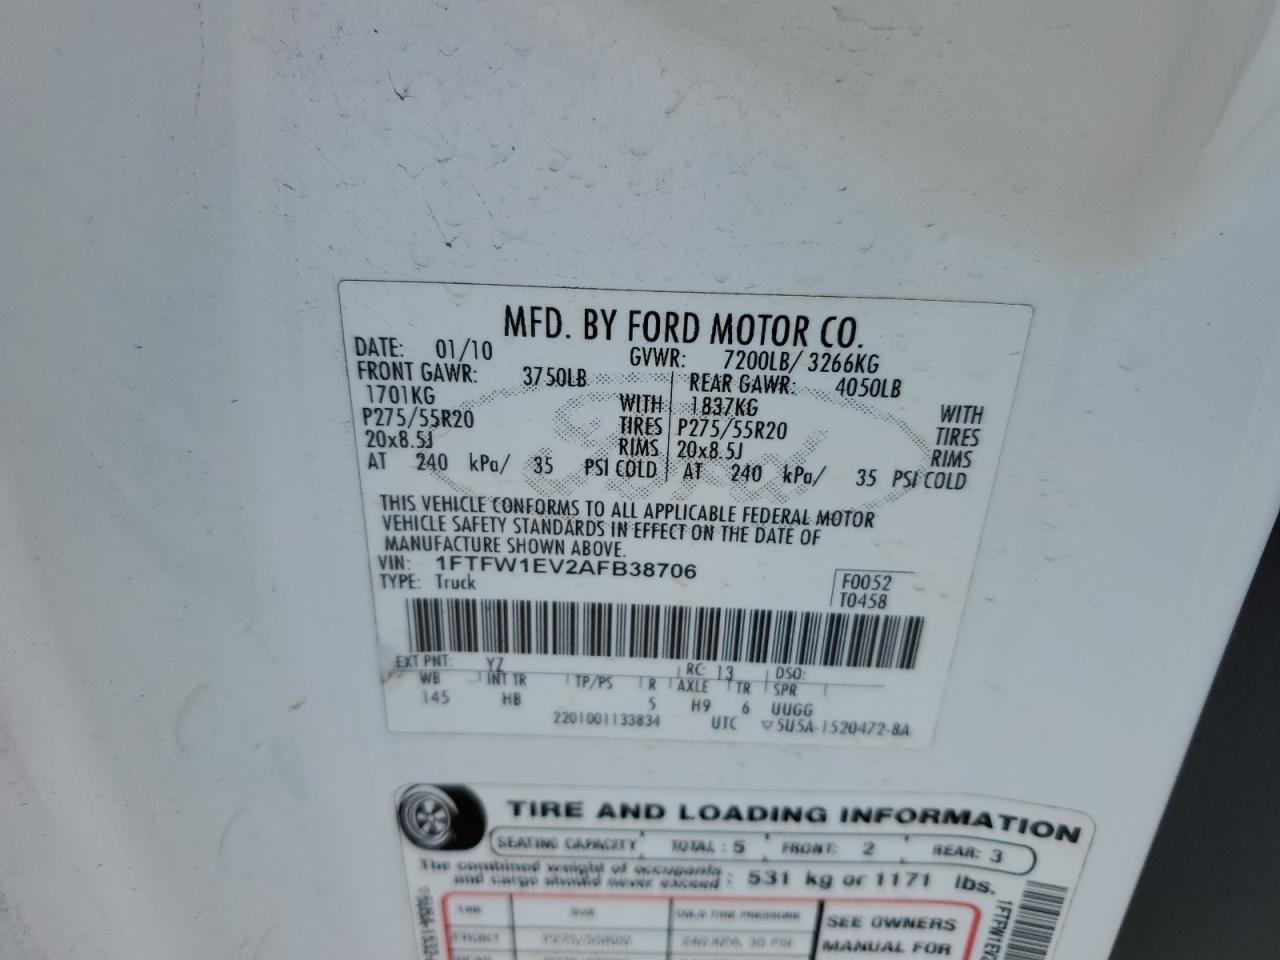 MFD. BY FORD MOTOR CO.
DATE: 01/10 GVWR: 7200LB/ 3266KG
FRONT GAWR: 3750LB REAR GAWR: 4050LB
1701KG WITH 1837KG WITH
P275/55R20 TIRES P275/55R20 TIRES
20x8.5J RIMS 20x8.5J RIMS
AT 240 kPa/ 35 PSI COLD AT 240 kPa/ 35 PSI COLD
THIS VEHICLE CONFORMS TO ALL APPLICABLE FEDERAL MOTOR
VEHICLE SAFETY STANDARDS IN EFFECT ON THE DATE OF
MANUFACTURE SHOWN ABOVE.
VIN: 1FTFW1EV2AFB38706
TYPE: Truck F0052
T0458
EXT PNT: YZ RC: 13 DSO:
WB INT TR TP/PS R AXLE TR SPR
145 HB 5 H9 6 UUGG
2201001133834 UTC ▽5U5A-1520472-BA
TIRE AND LOADING INFORMATION
SEATING CAPACITY TOTAL : 5 FRONT: 2 REAR: 3
The combined weight of occupants
and cargo should never exceed : 531 kg or 1171 lbs.
SEE OWNERS
FRONT P275/55R20 MANUAL FOR